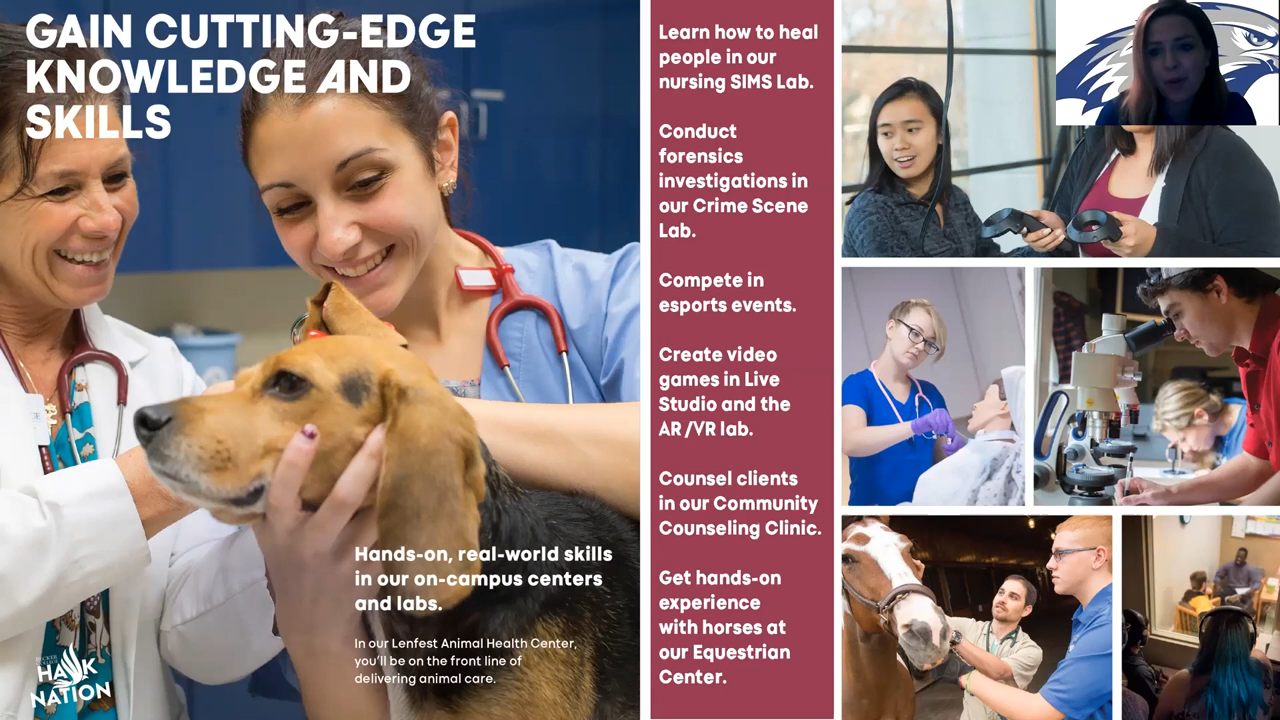 GAIN CUTTING-EDGE
KNOWLEDGE AND
SKILLS
Hands-on, real-world skills
in our on-campus centers
and labs.
In our Lenfest Animal Health Center,
you'll be on the front line of
delivering animal care.
BECKER
COLLEGE
HAWK
NATION
Learn how to heal
people in our
nursing SIMS Lab.
Conduct
forensics
investigations in
our Crime Scene
Lab.
Compete in
esports events.
Create video
games in Live
Studio and the
AR/VR lab.
Counsel clients
in our Community
Counseling Clinic.
Get hands-on
experience
with horses at
our Equestrian
Center.